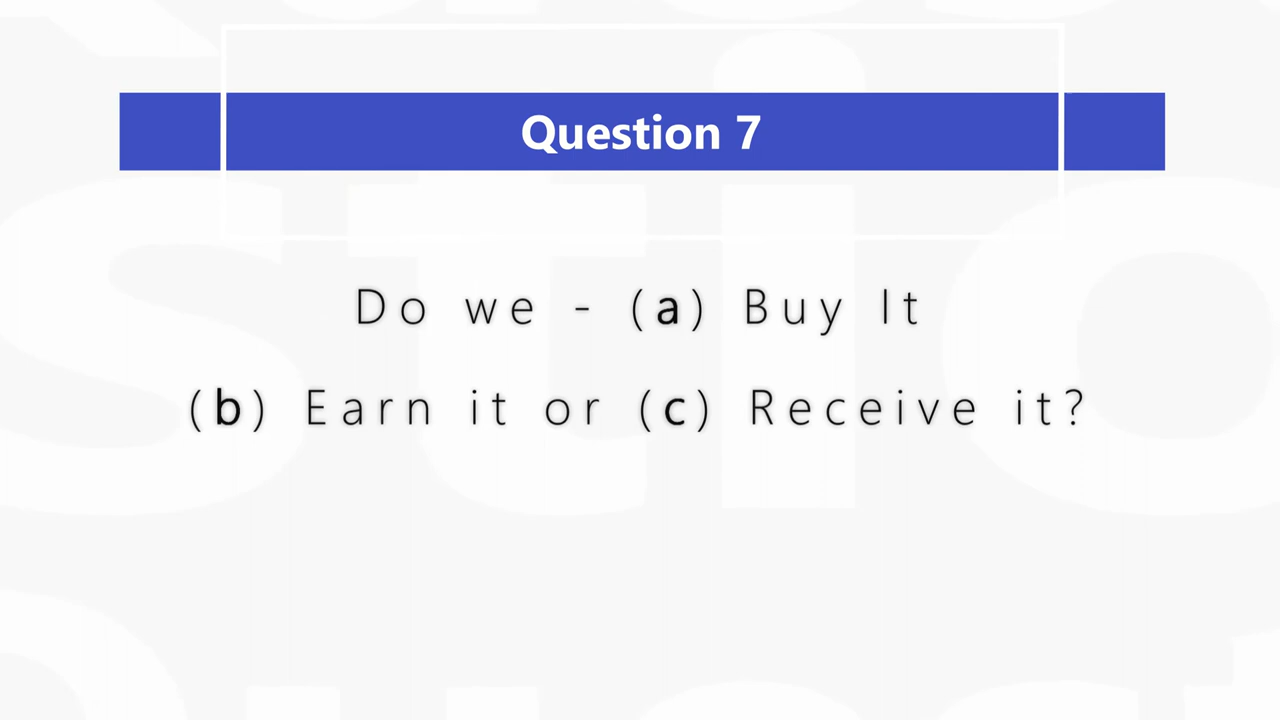 Question 7
Do we - (a) Buy It
(b) Earn it or (c) Receive it?